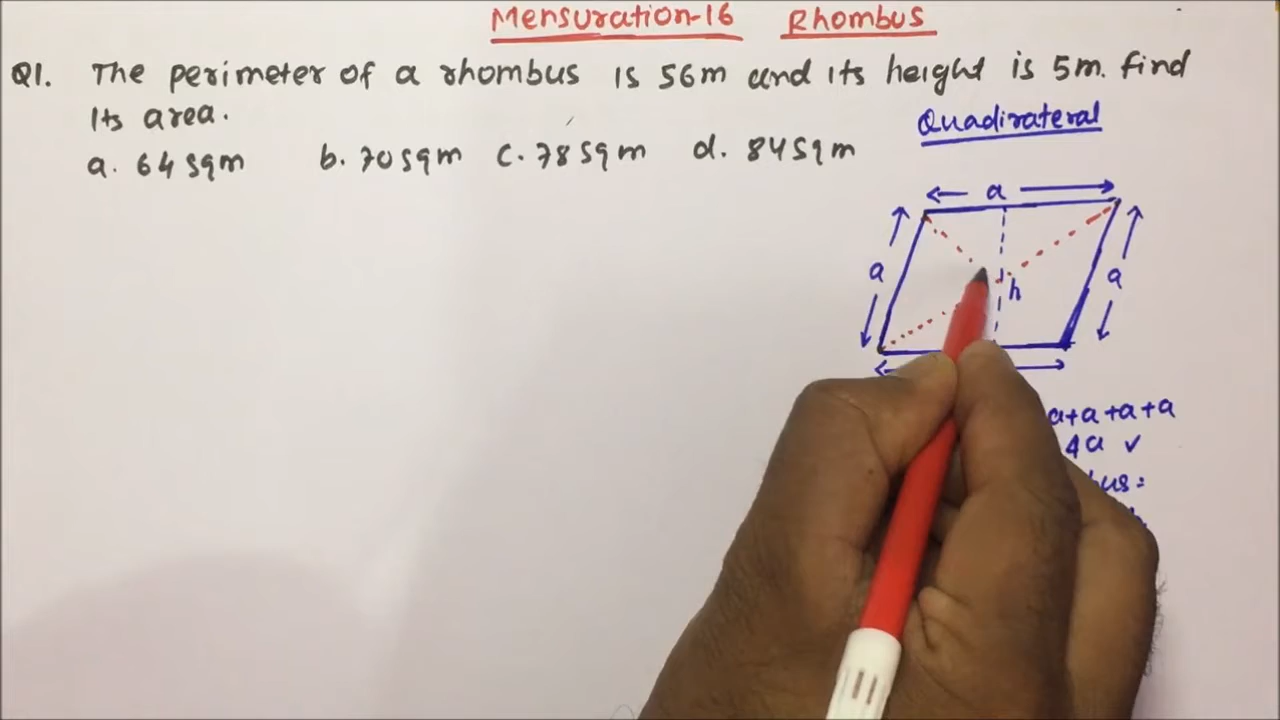 Mensuration-16 Rhombus
Q1. The perimeter of a rhombus is 56m and its height is 5m. find
Its area.
a. 64 sqm b. 70 sqm c. 78 sqm d. 84 sqm
Quadirateral
a
a
a
h
a+a+a+a
4a ✓